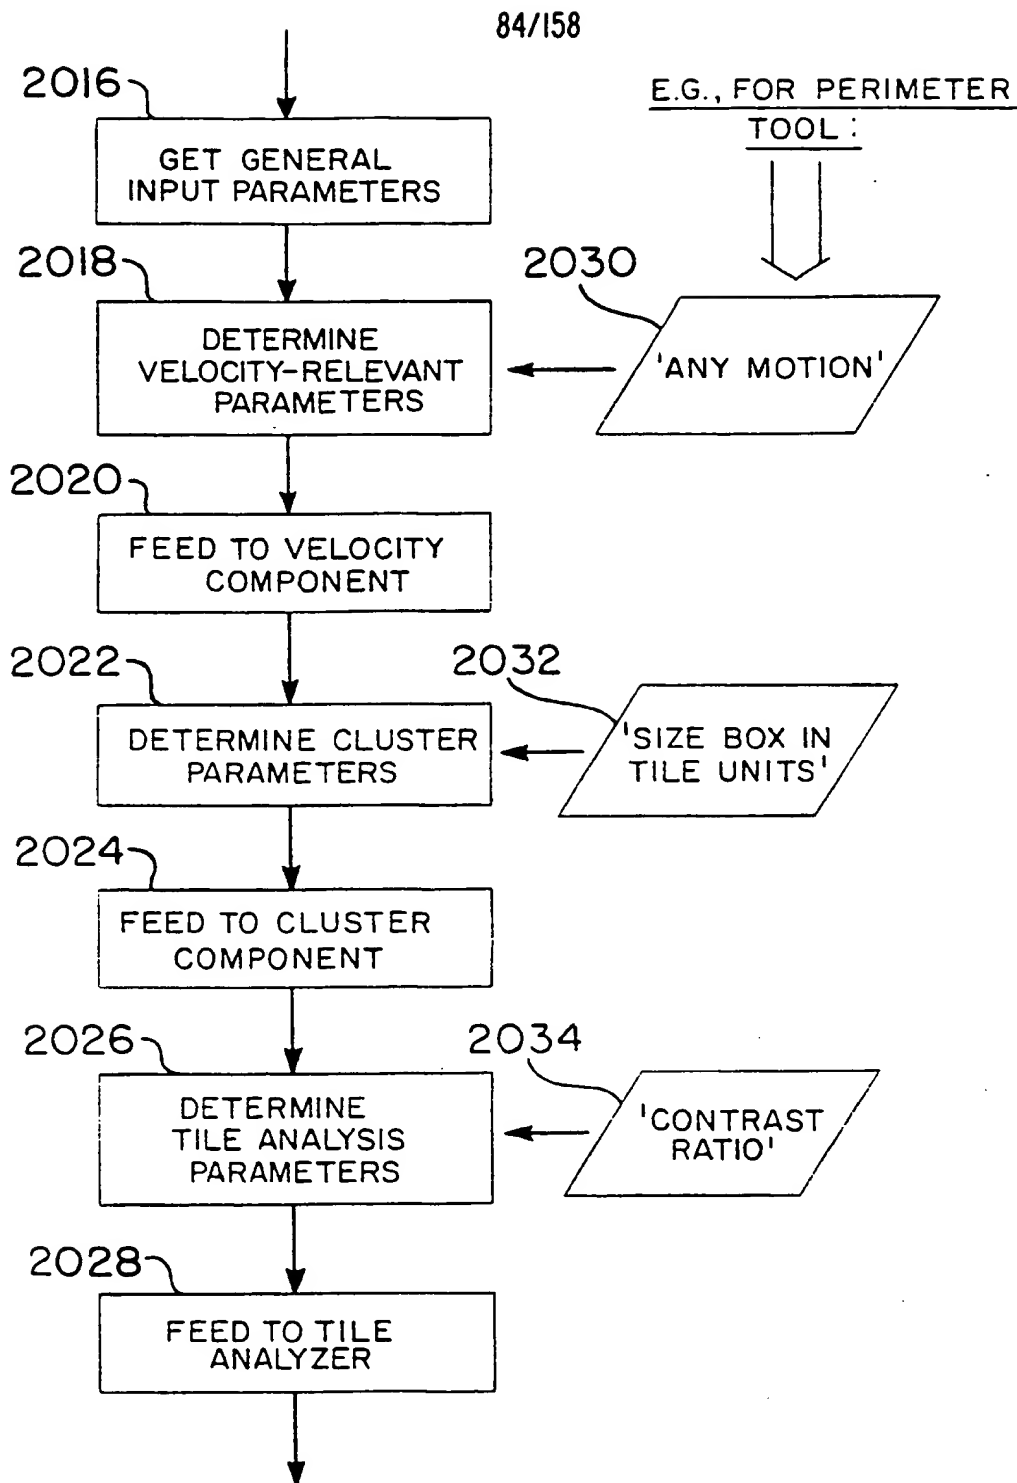 84/158
2016
GET GENERAL
INPUT PARAMETERS
E.G., FOR PERIMETER
TOOL:
2018
DETERMINE
VELOCITY-RELEVANT
PARAMETERS
2030
'ANY MOTION'
2020
FEED TO VELOCITY
COMPONENT
2022
DETERMINE CLUSTER
PARAMETERS
2032
'SIZE BOX IN
TILE UNITS'
2024
FEED TO CLUSTER
COMPONENT
2026
DETERMINE
TILE ANALYSIS
PARAMETERS
2034
'CONTRAST
RATIO'
2028
FEED TO TILE
ANALYZER